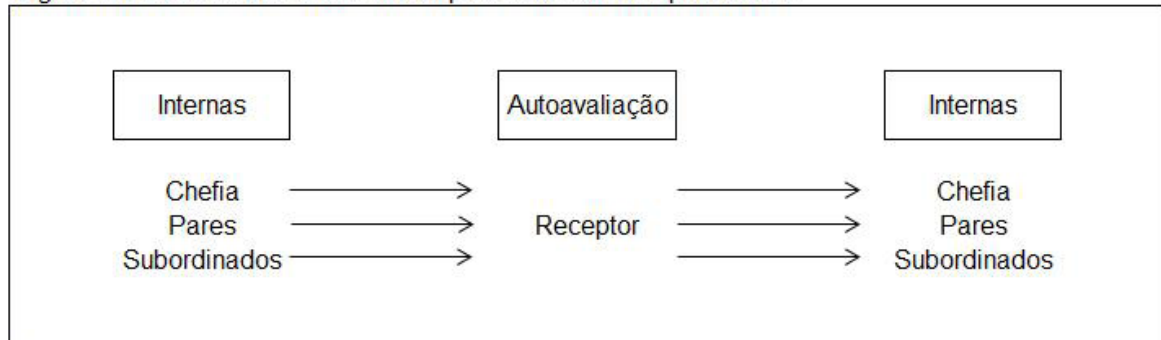 Internas Autoavaliação Internas
Chefia Chefia
Pares Receptor Pares
Subordinados Subordinados